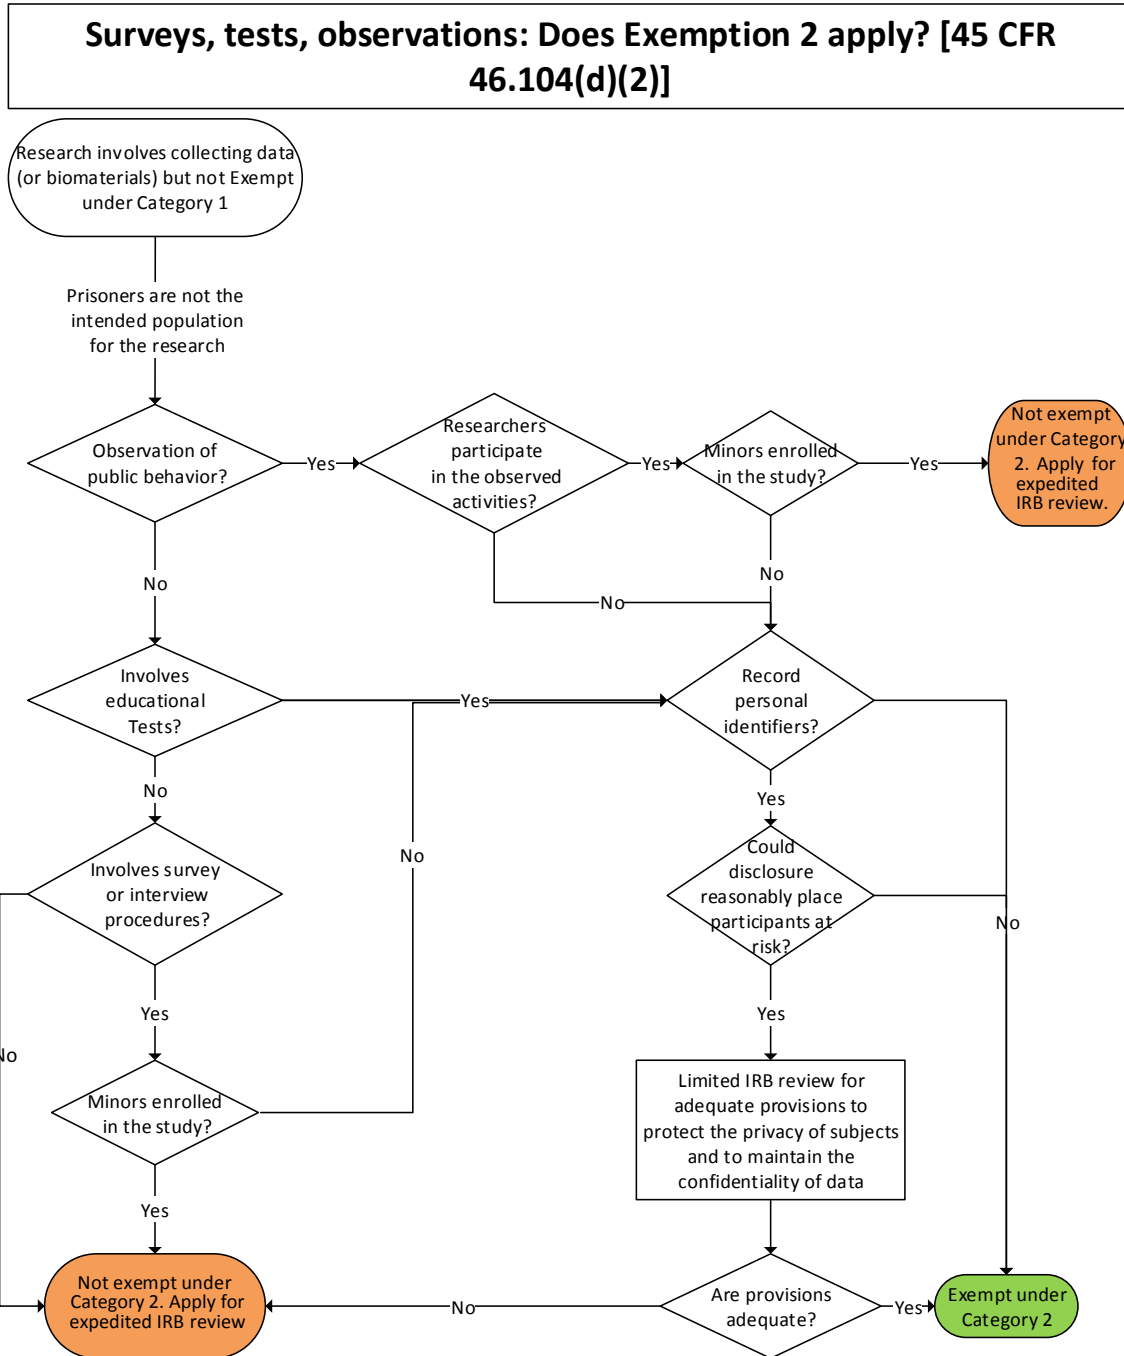 Surveys, tests, observations: Does Exemption 2 apply? [45 CFR
46.104(d)(2)]
Research involves collecting data
(or biomaterials) but not Exempt
under Category 1
Prisoners are not the
intended population
for the research
Observation of
public behavior?
Yes
Researchers
participate
in the observed
activities?
Yes
Minors enrolled
in the study?
Yes
Not exempt
under Category
2. Apply for
expedited
IRB review.
No
No
No
Involves
educational
Tests?
Yes
Record
personal
identifiers?
No
Yes
Involves survey
or interview
procedures?
No
Could
disclosure
reasonably place
participants at
risk?
No
Yes
Yes
No
Minors enrolled
in the study?
Limited IRB review for
adequate provisions to
protect the privacy of subjects
and to maintain the
confidentiality of data
Yes
Not exempt under
Category 2. Apply for
expedited IRB review
No
Are provisions
adequate?
Yes
Exempt under
Category 2